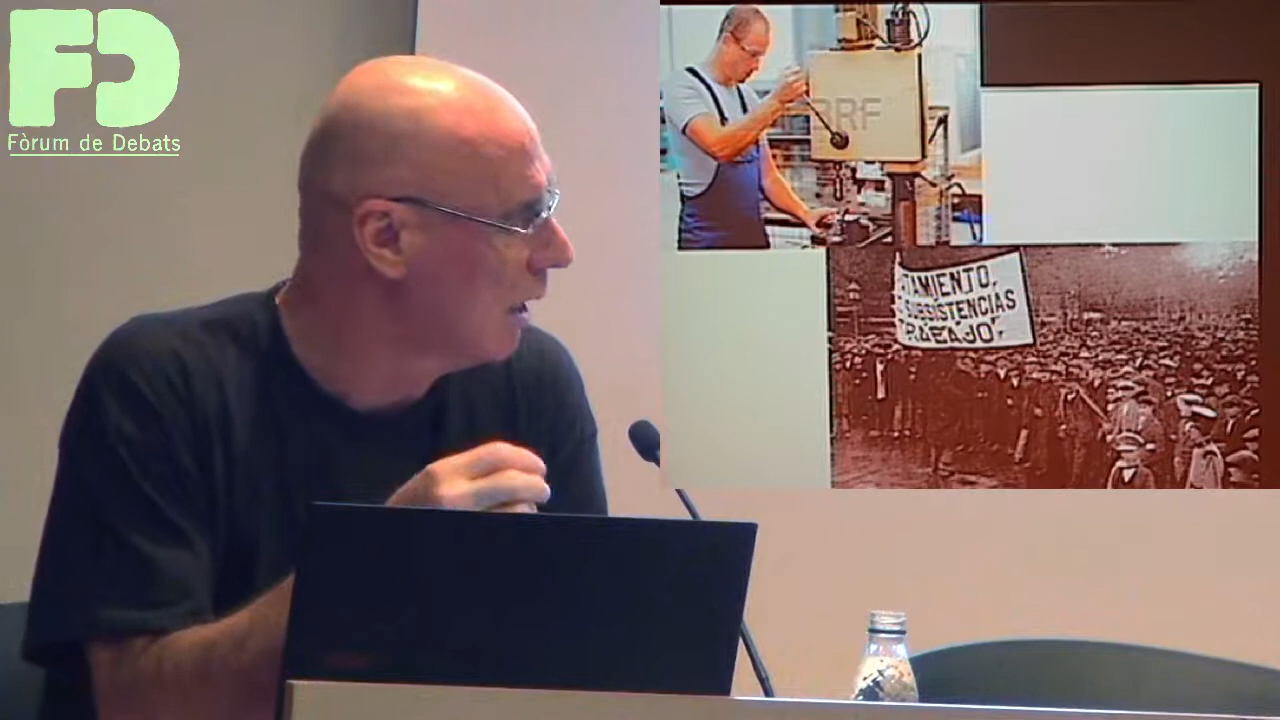 FD
Fòrum de Debats
TAMIENTO,
SUBSISTENCIAS
TRABAJO,